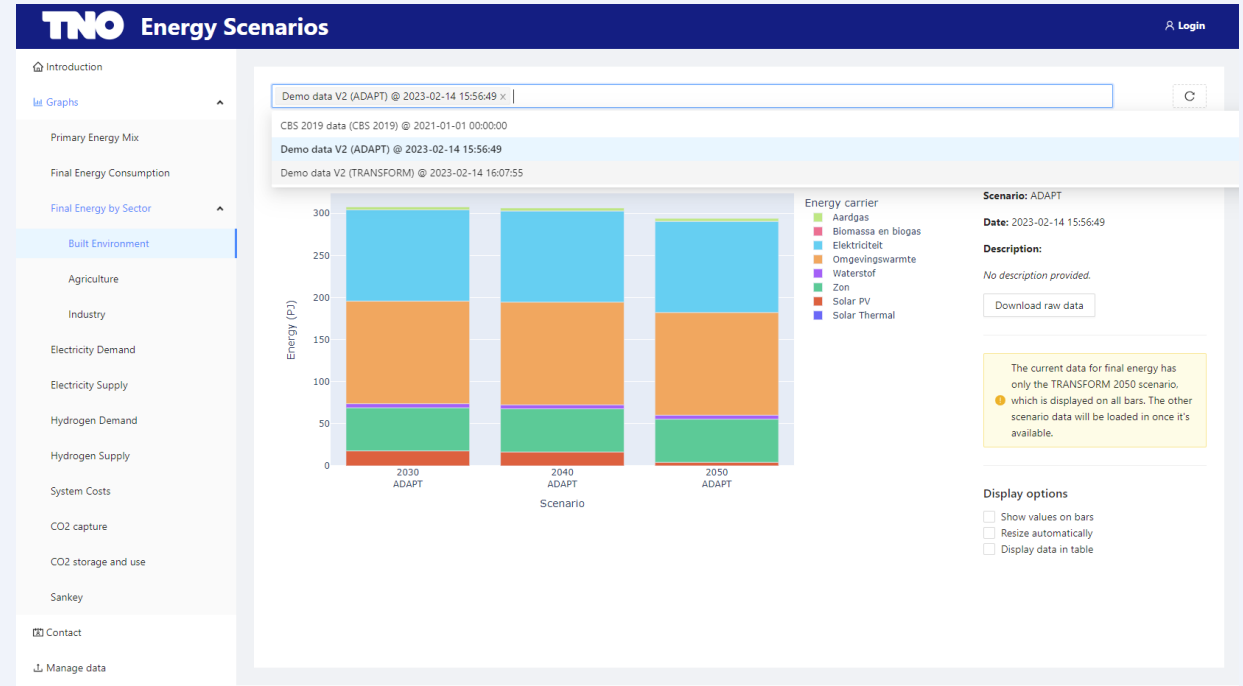 TNO Energy Scenarios
Login
Introduction
Graphs
Primary Energy Mix
Final Energy Consumption
Final Energy by Sector
Built Environment
Agriculture
Industry
Electricity Demand
Electricity Supply
Hydrogen Demand
Hydrogen Supply
System Costs
CO2 capture
CO2 storage and use
Sankey
Contact
Manage data
Demo data V2 (ADAPT) @ 2023-02-14 15:56:49 ×
CBS 2019 data (CBS 2019) @ 2021-01-01 00:00:00
Demo data V2 (ADAPT) @ 2023-02-14 15:56:49
Demo data V2 (TRANSFORM) @ 2023-02-14 16:07:55
Energy (PJ)
300
250
200
150
100
50
0
2030
ADAPT
2040
ADAPT
2050
ADAPT
Scenario
Energy carrier
Aardgas
Biomassa en biogas
Elektriciteit
Omgevingswarmte
Waterstof
Zon
Solar PV
Solar Thermal
Scenario: ADAPT
Date: 2023-02-14 15:56:49
Description:
No description provided.
Download raw data
The current data for final energy has
only the TRANSFORM 2050 scenario,
which is displayed on all bars. The other
scenario data will be loaded in once it's
available.
Display options
Show values on bars
Resize automatically
Display data in table